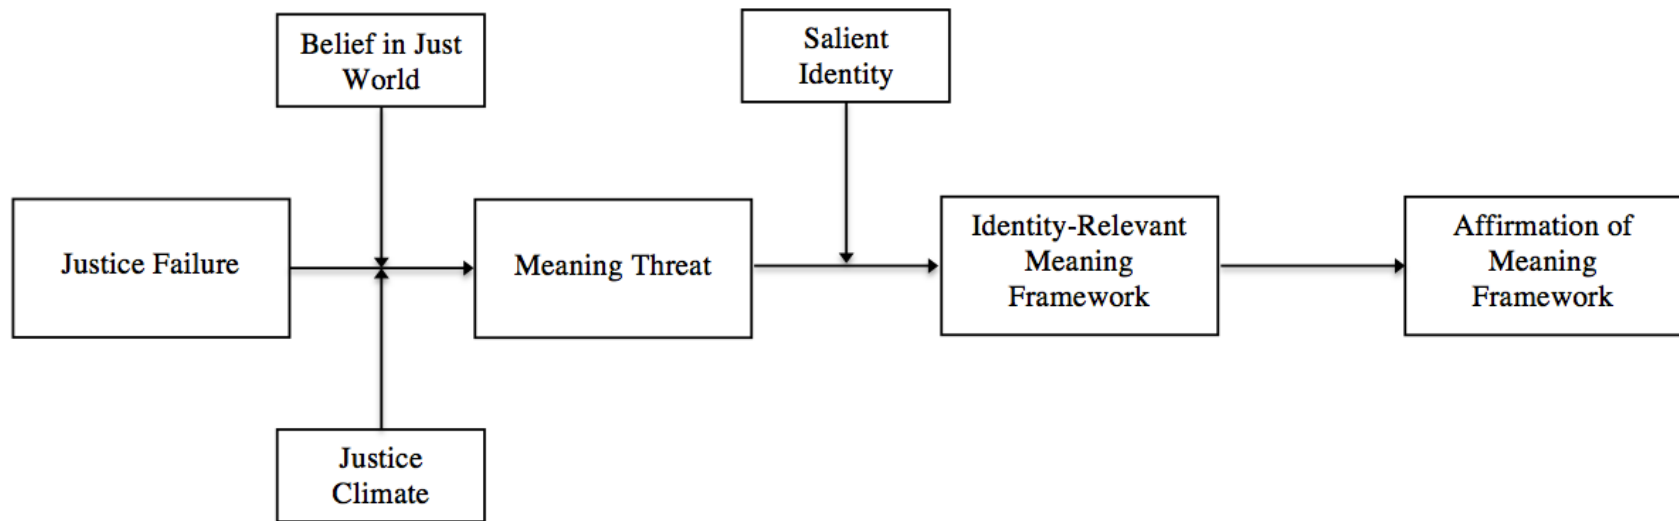 Belief in Just
World
Salient
Identity
Justice Failure
Meaning Threat
Identity-Relevant
Meaning
Framework
Affirmation of
Meaning
Framework
Justice
Climate